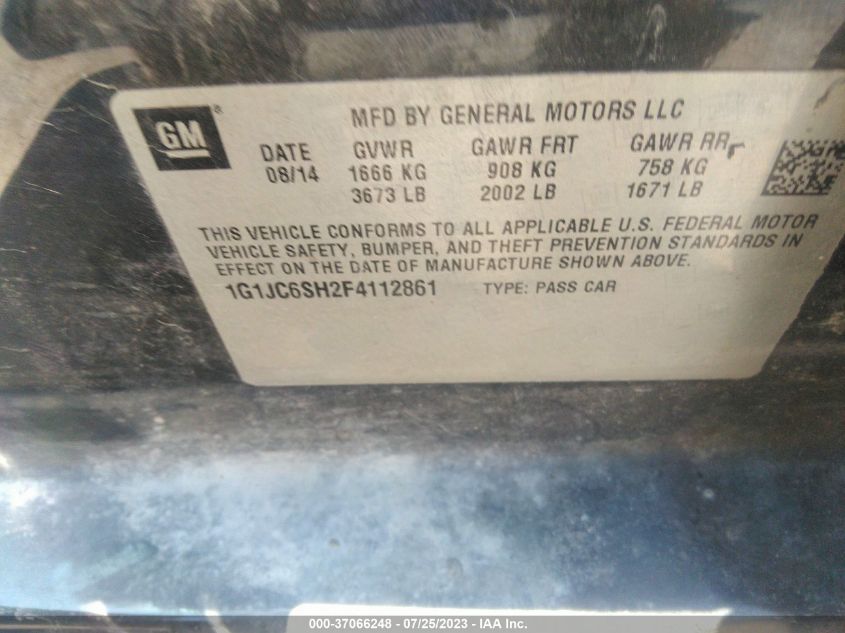 GM®
MFD BY GENERAL MOTORS LLC
DATE GVWR GAWR FRT GAWR RR
08/14 1666 KG 908 KG 758 KG
3673 LB 2002 LB 1671 LB
THIS VEHICLE CONFORMS TO ALL APPLICABLE U.S. FEDERAL MOTOR
VEHICLE SAFETY, BUMPER, AND THEFT PREVENTION STANDARDS IN
EFFECT ON THE DATE OF MANUFACTURE SHOWN ABOVE.
1G1JC6SH2F4112861 TYPE: PASS CAR
000-37066248 - 07/25/2023 - IAA Inc.